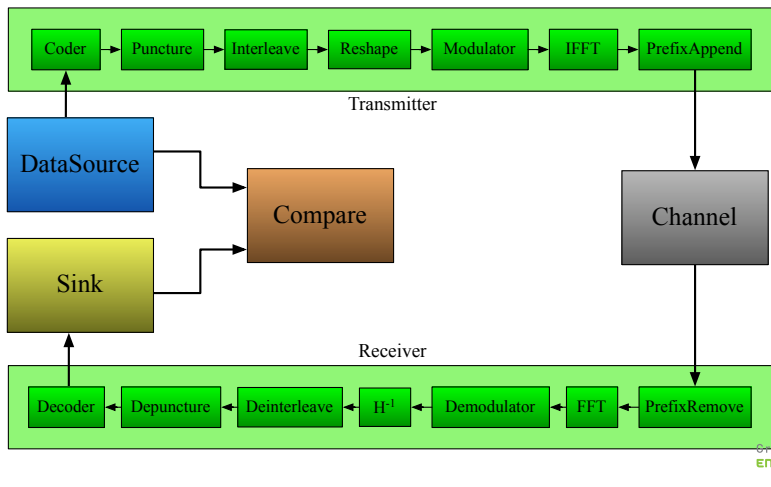 Coder Puncture Interleave Reshape Modulator IFFT PrefixAppend
Transmitter
DataSource
Compare
Channel
Sink
Receiver
Decoder Depuncture Deinterleave H⁻¹ Demodulator FFT PrefixRemove